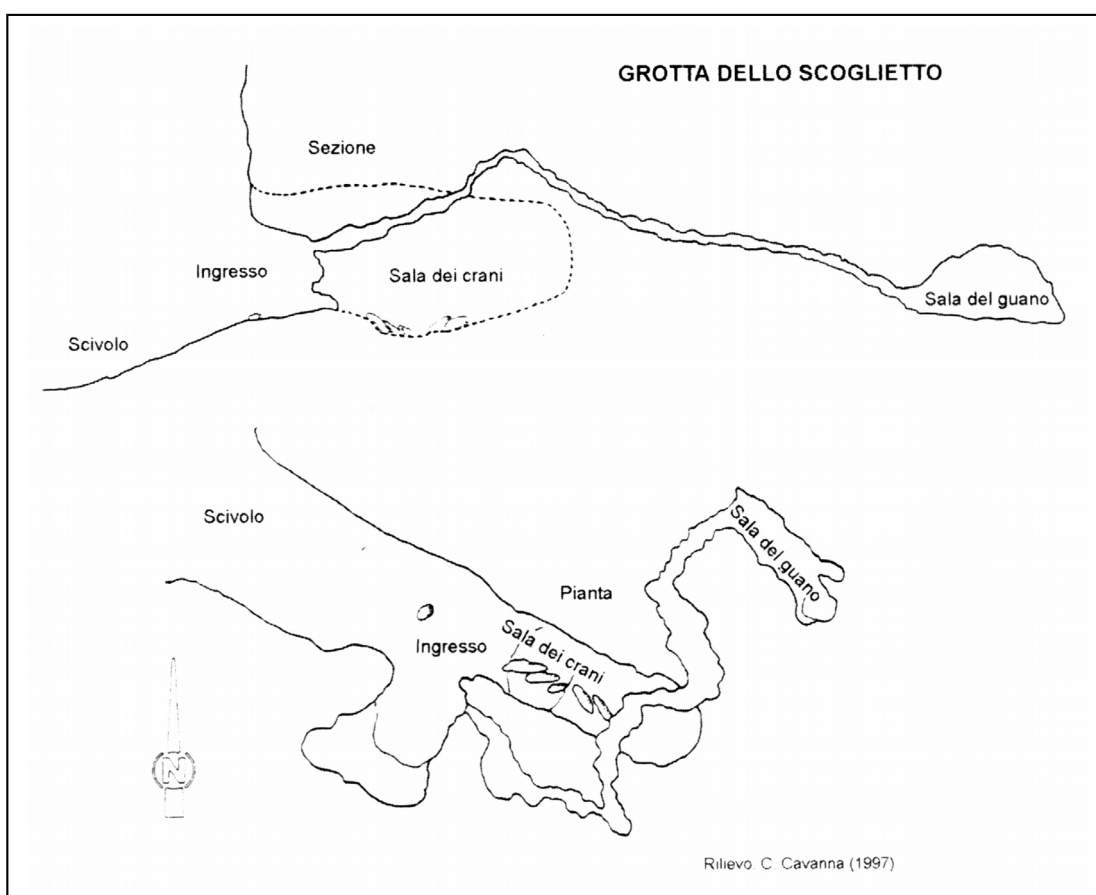 GROTTA DELLO SCOGLIETTO
Sezione
Ingresso
Sala dei crani
Sala del guano
Scivolo
Scivolo
Sala del guano
Pianta
Sala dei crani
Ingresso
N
Rilievo. C. Cavanna (1997)